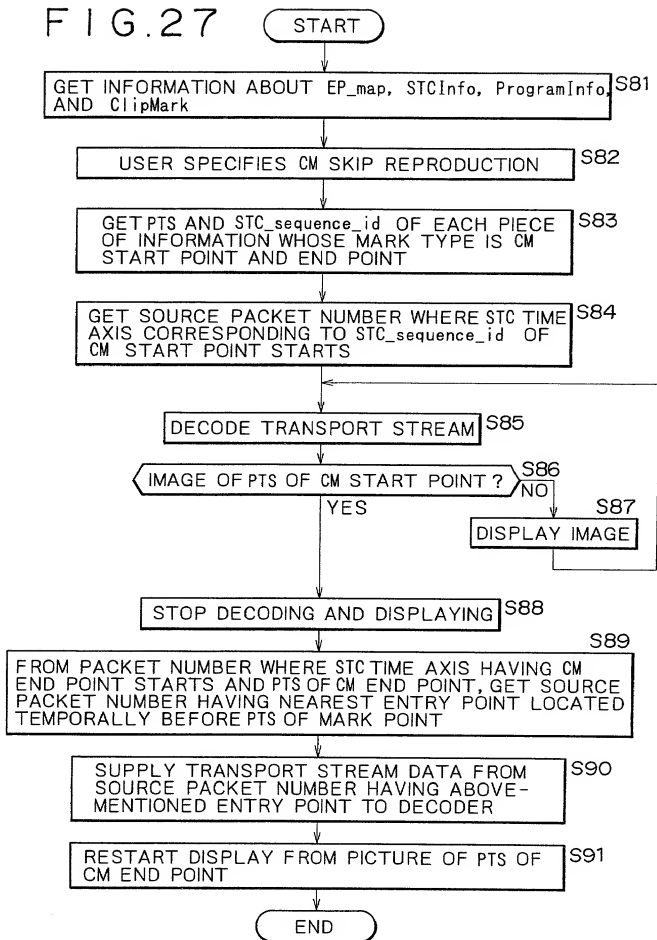 FIG.27
START
GET INFORMATION ABOUT EP_map, STCInfo, ProgramInfo,
AND ClipMark
S81
USER SPECIFIES CM SKIP REPRODUCTION
S82
GET PTS AND STC_sequence_id OF EACH PIECE
OF INFORMATION WHOSE MARK TYPE IS CM
START POINT AND END POINT
S83
GET SOURCE PACKET NUMBER WHERE STC TIME
AXIS CORRESPONDING TO STC_sequence_id OF
CM START POINT STARTS
S84
DECODE TRANSPORT STREAM
S85
IMAGE OF PTS OF CM START POINT ?
S86
NO
YES
S87
DISPLAY IMAGE
STOP DECODING AND DISPLAYING
S88
S89
FROM PACKET NUMBER WHERE STC TIME AXIS HAVING CM
END POINT STARTS AND PTS OF CM END POINT, GET SOURCE
PACKET NUMBER HAVING NEAREST ENTRY POINT LOCATED
TEMPORALLY BEFORE PTS OF MARK POINT
SUPPLY TRANSPORT STREAM DATA FROM
SOURCE PACKET NUMBER HAVING ABOVE-
MENTIONED ENTRY POINT TO DECODER
S90
RESTART DISPLAY FROM PICTURE OF PTS OF
CM END POINT
S91
END